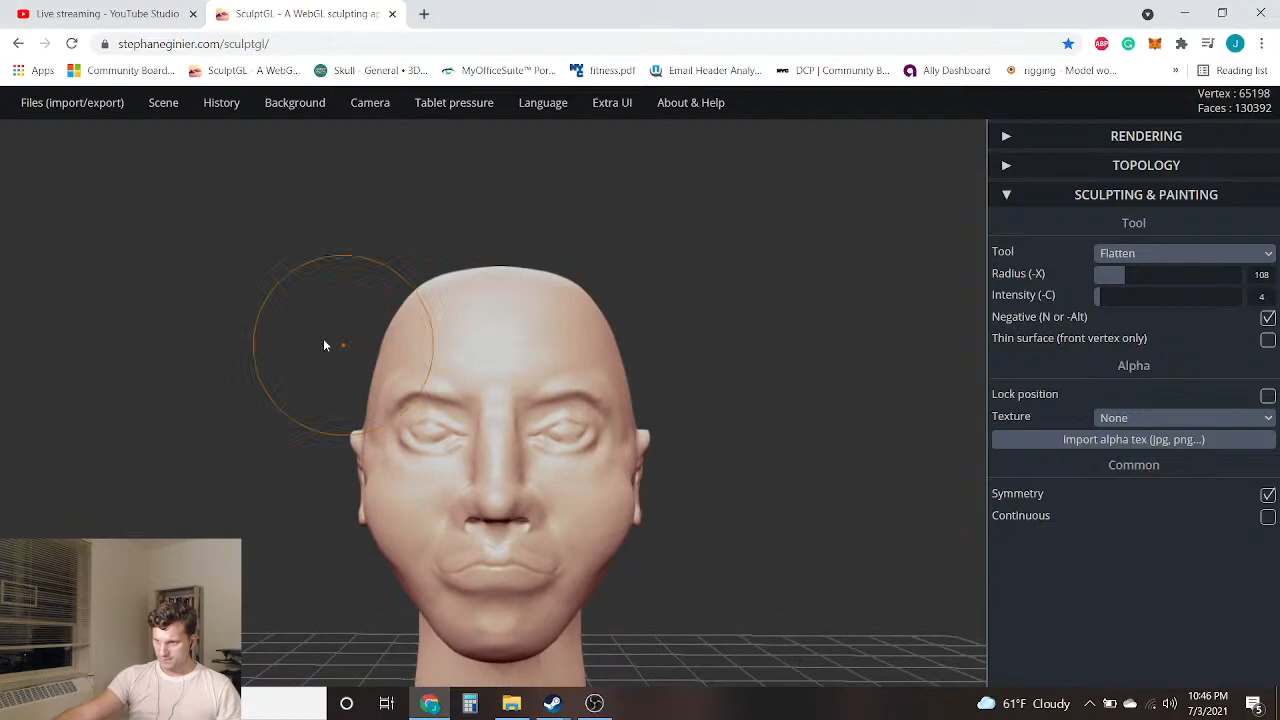 Live streaming - YouTube Studio
SculptGL - A WebGL sculpting ap
stephaneginier.com/sculptgl/
Apps
Community Board...
SculptGL - A WebG...
Skull - General • 3D...
MyOfficeSuite™ Por...
fitness.pdf
Email Header Analy...
DCP | Community B...
Ally Dashboard
rigging - Model wo...
»
Reading list
Files (import/export)
Scene
History
Background
Camera
Tablet pressure
Language
Extra UI
About & Help
Vertex : 65198
Faces : 130392
RENDERING
TOPOLOGY
SCULPTING & PAINTING
Tool
Tool Flatten
Radius (-X) 108
Intensity (-C) 4
Negative (N or -Alt)
Thin surface (front vertex only)
Alpha
Lock position
Texture None
Import alpha tex (jpg, png...)
Common
Symmetry
Continuous
61°F Cloudy
10:46 PM
7/3/2021